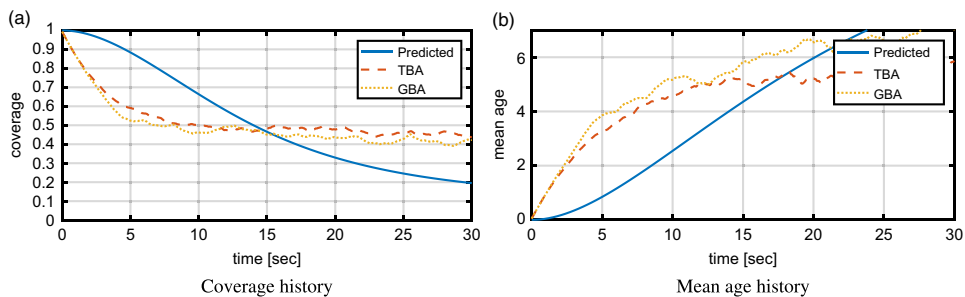 (a)
1
0.9
0.8
0.7
0.6
0.5
0.4
0.3
0.2
0.1
0
coverage
Predicted
TBA
GBA
0 5 10 15 20 25 30
time [sec]
Coverage history
(b)
6
4
2
0
mean age
Predicted
TBA
GBA
0 5 10 15 20 25 30
time [sec]
Mean age history